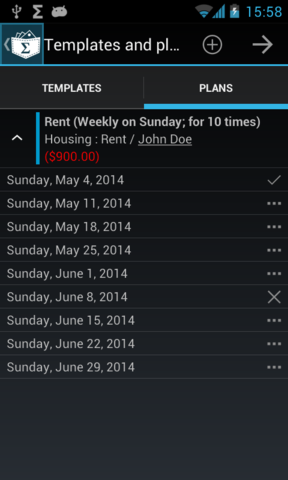 15:58
Templates and pl…
TEMPLATES
PLANS
Rent (Weekly on Sunday; for 10 times)
Housing : Rent / John Doe
($900.00)
Sunday, May 4, 2014
Sunday, May 11, 2014
Sunday, May 18, 2014
Sunday, May 25, 2014
Sunday, June 1, 2014
Sunday, June 8, 2014
Sunday, June 15, 2014
Sunday, June 22, 2014
Sunday, June 29, 2014